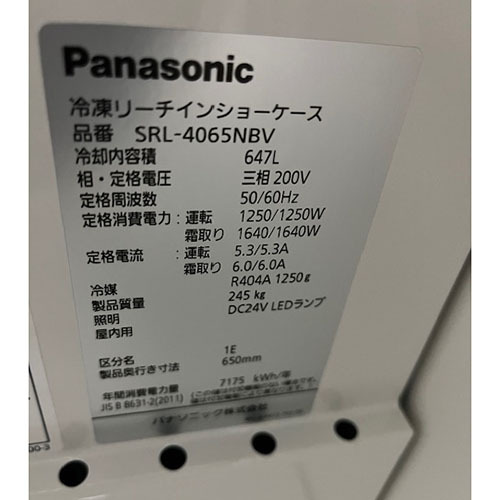 Panasonic
冷凍リーチインショーケース
品番 SRL-4065NBV
冷却内容積 647L
相・定格電圧 三相 200V
定格周波数 50/60Hz
定格消費電力：運転 1250/1250W
霜取り 1640/1640W
定格電流：運転 5.3/5.3A
霜取り 6.0/6.0A
冷媒 R404A 1250g
製品質量 245 kg
照明 DC24V LEDランプ
屋内用
区分名 1E
製品奥行き寸法 650mm
年間消費電力量 7175 kWh/年
JIS B 8631-2(2011)
パナソニック株式会社